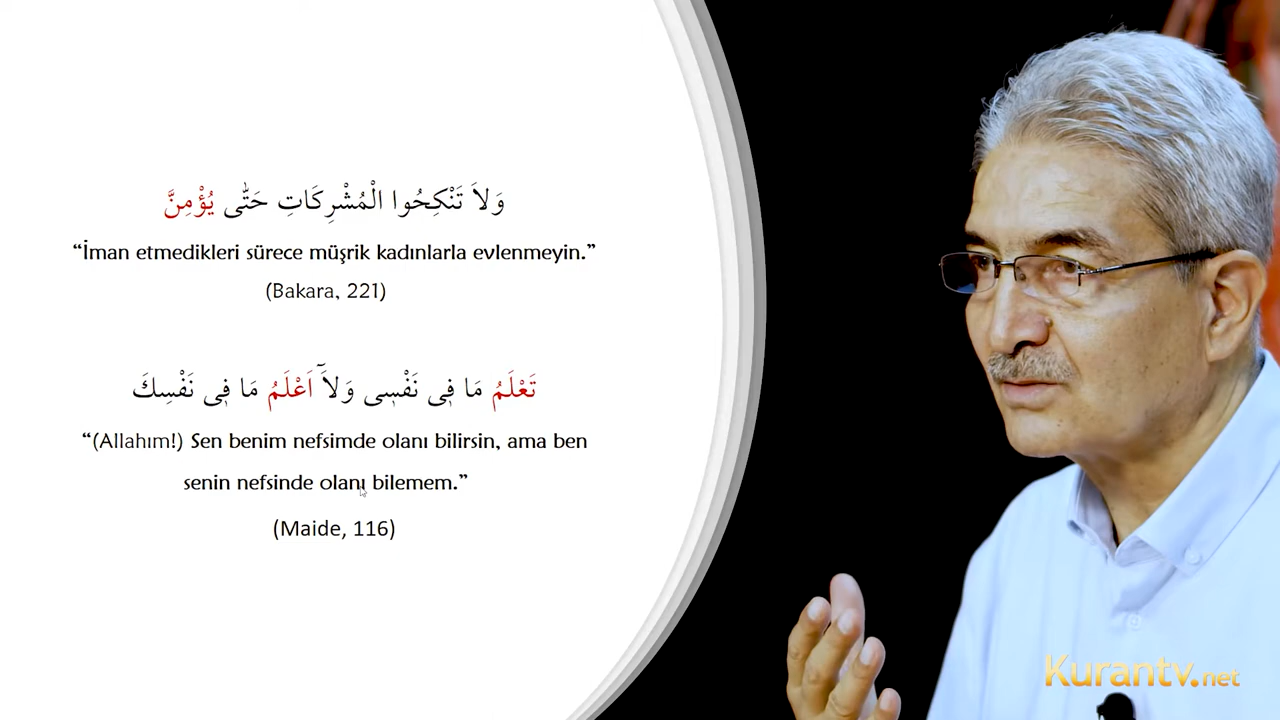 وَلاَ تَنْكِحُوا الْمُشْرِكَاتِ حَتّٰى يُؤْمِنَّ
“İman etmedikleri sürece müşrik kadınlarla evlenmeyin.”
(Bakara, 221)
تَعْلَمُ مَا فٖى نَفْسٖى وَلآَ اَعْلَمُ مَا فٖى نَفْسِكَ
“(Allahım!) Sen benim nefsimde olanı bilirsin, ama ben
senin nefsinde olanı bilemem.”
(Maide, 116)
Kurantv.net